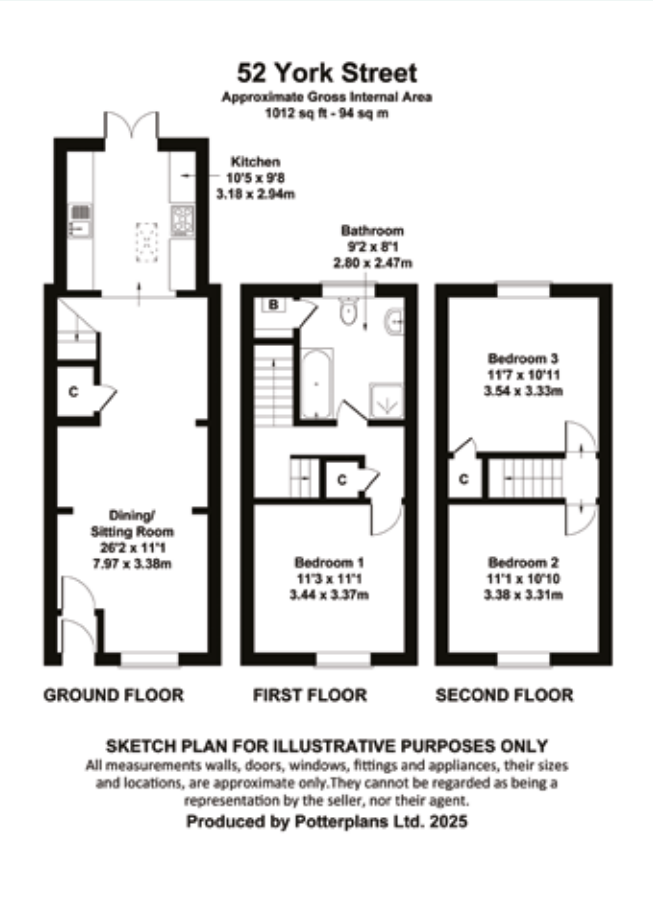 52 York Street
Approximate Gross Internal Area
1012 sq ft - 94 sq m
Kitchen
10'5 x 9'8
3.18 x 2.94m
Bathroom
9'2 x 8'1
2.80 x 2.47m
B
C
C
C
Bedroom 3
11'7 x 10'11
3.54 x 3.33m
Dining/
Sitting Room
26'2 x 11'1
7.97 x 3.38m
Bedroom 1
11'3 x 11'1
3.44 x 3.37m
Bedroom 2
11'1 x 10'10
3.38 x 3.31m
GROUND FLOOR
FIRST FLOOR
SECOND FLOOR
SKETCH PLAN FOR ILLUSTRATIVE PURPOSES ONLY
All measurements walls, doors, windows, fittings and appliances, their sizes
and locations, are approximate only.They cannot be regarded as being a
representation by the seller, nor their agent.
Produced by Potterplans Ltd. 2025